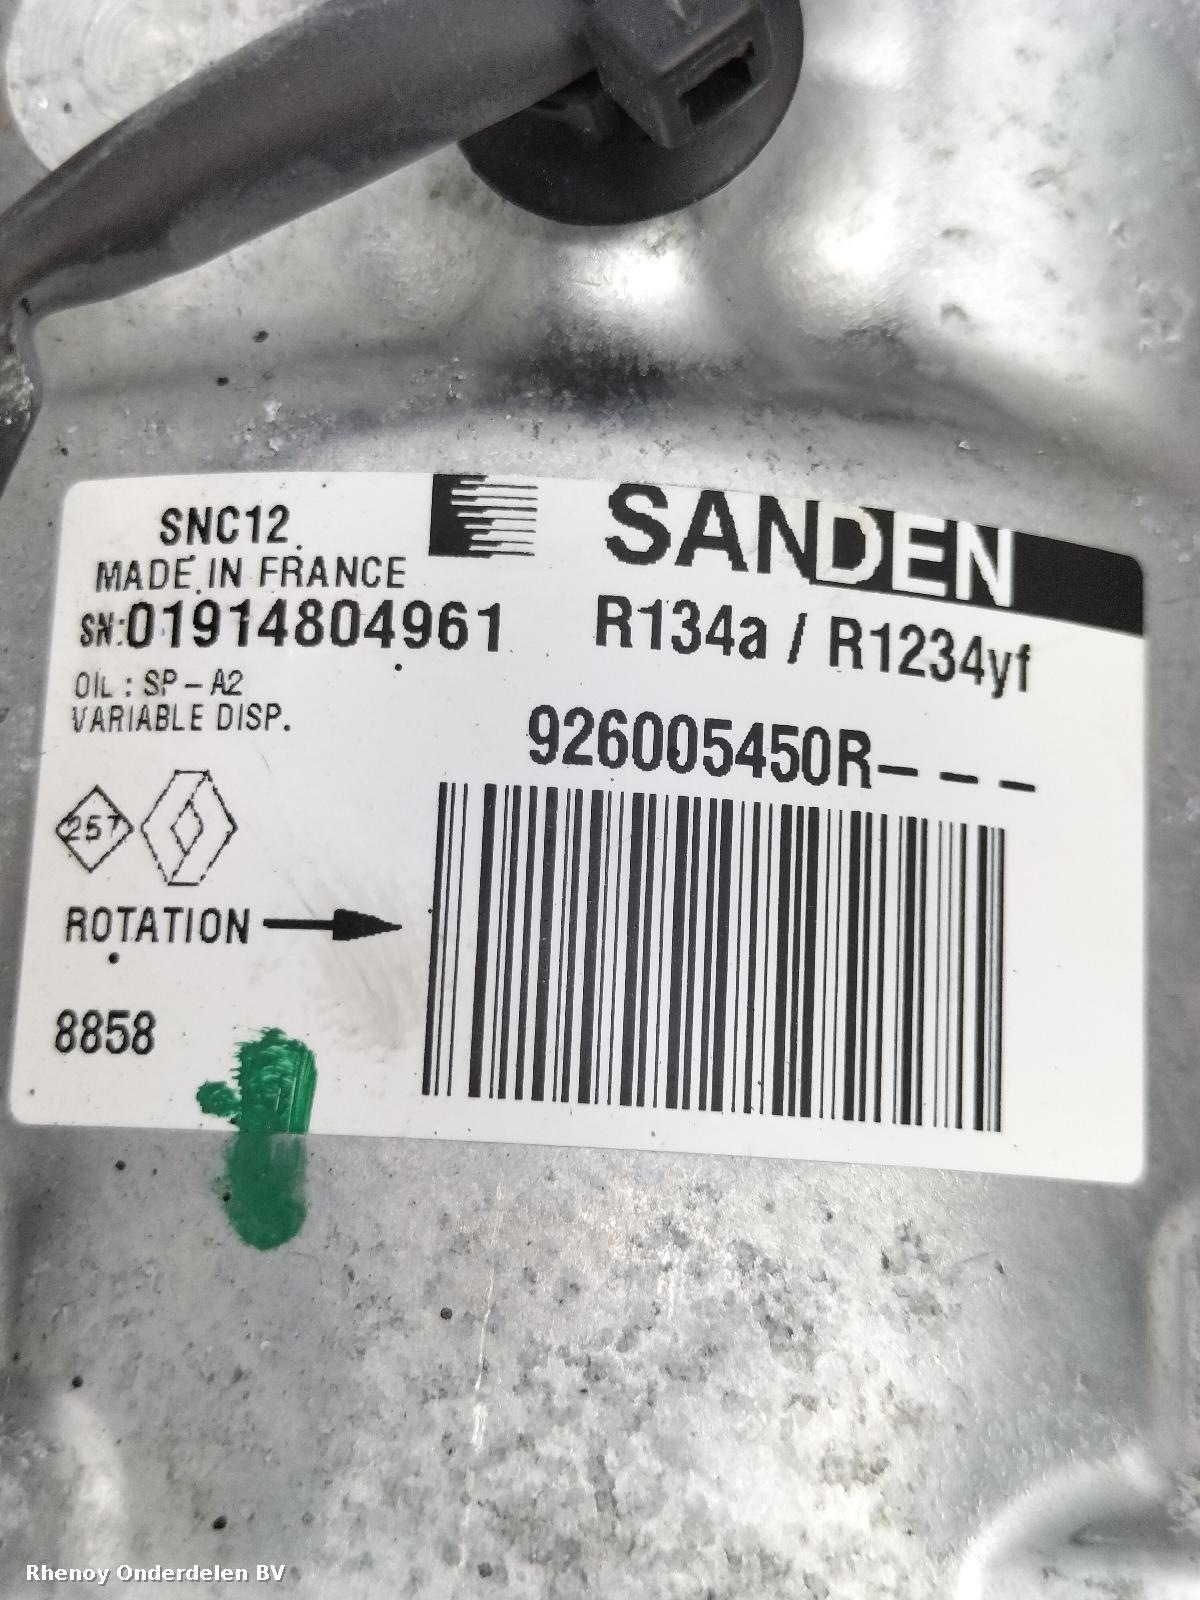 SNC12
MADE IN FRANCE
SN:01914804961
OIL : SP-A2
VARIABLE DISP.
257
ROTATION
8858
SANDEN
R134a / R1234yf
926005450R---
Rhenoy Onderdelen BV